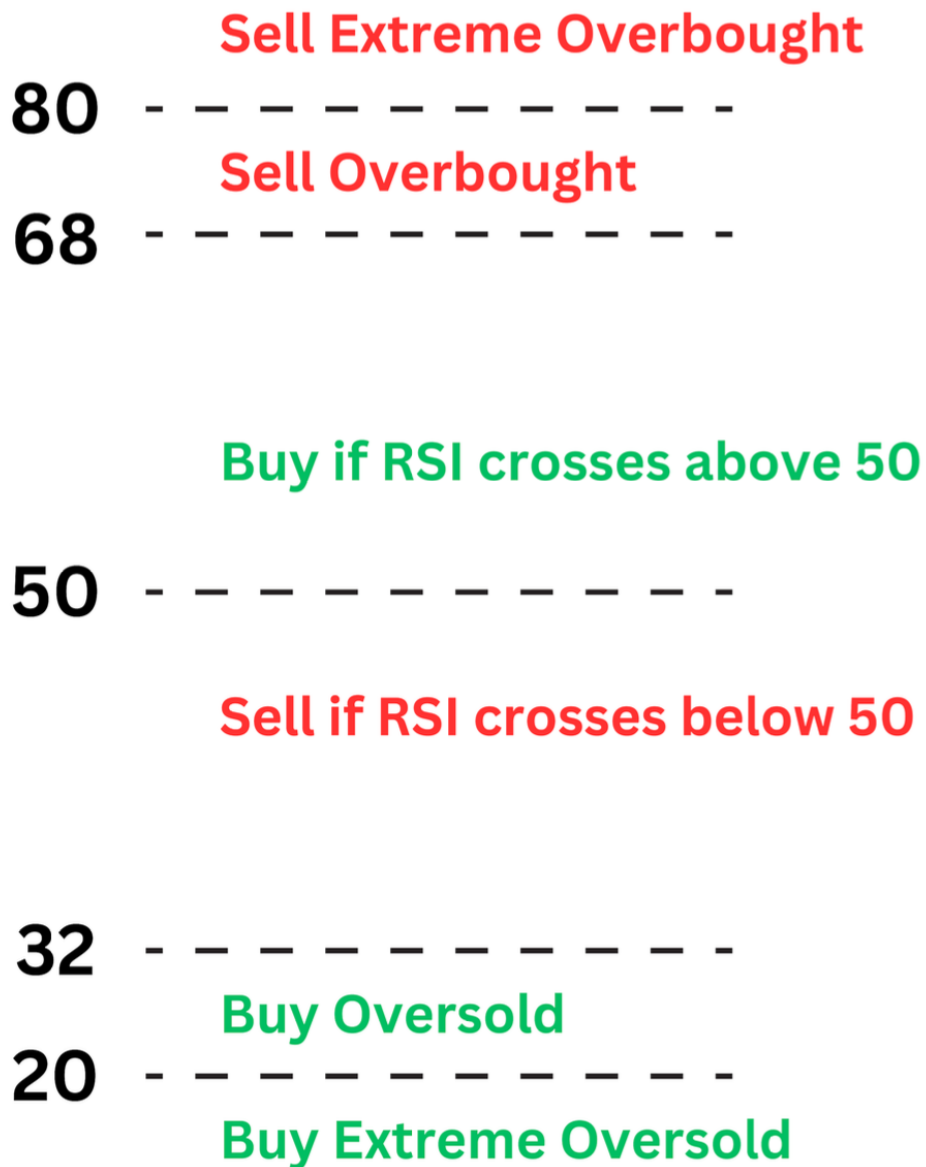 Sell Extreme Overbought
80
Sell Overbought
68
Buy if RSI crosses above 50
50
Sell if RSI crosses below 50
32
Buy Oversold
20
Buy Extreme Oversold